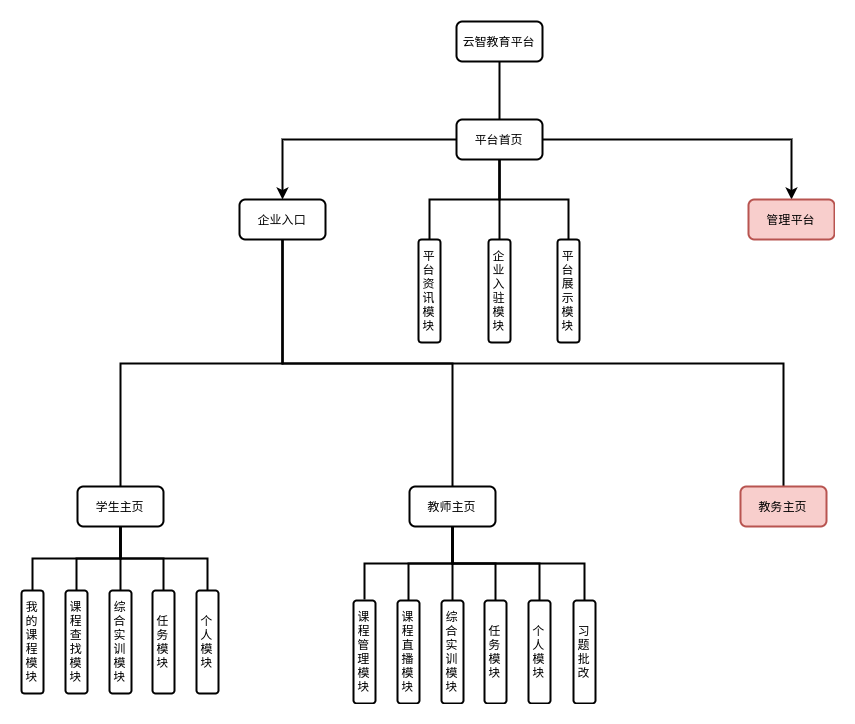 云智教育平台
平台首页
企业入口
管理平台
平台资讯模块
企业入驻模块
平台展示模块
学生主页
教师主页
教务主页
我的课程模块
课程查找模块
综合实训模块
任务模块
个人模块
课程管理模块
课程直播模块
综合实训模块
任务模块
个人模块
习题批改